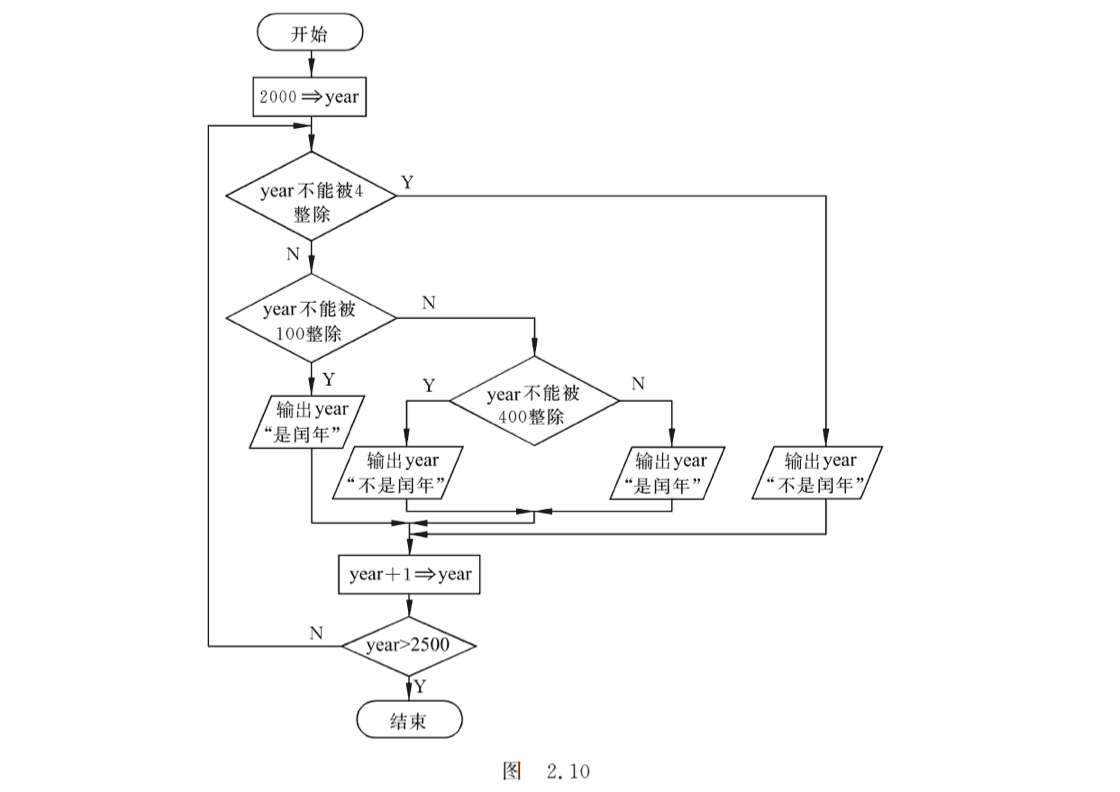 开始
2000⇒year
year不能被4
整除
Y
N
year不能被
100整除
N
Y
year不能被
400整除
Y
N
输出year
“是闰年”
输出year
“不是闰年”
输出year
“是闰年”
输出year
“不是闰年”
year+1⇒year
year>2500
N
Y
结束
图 2.10